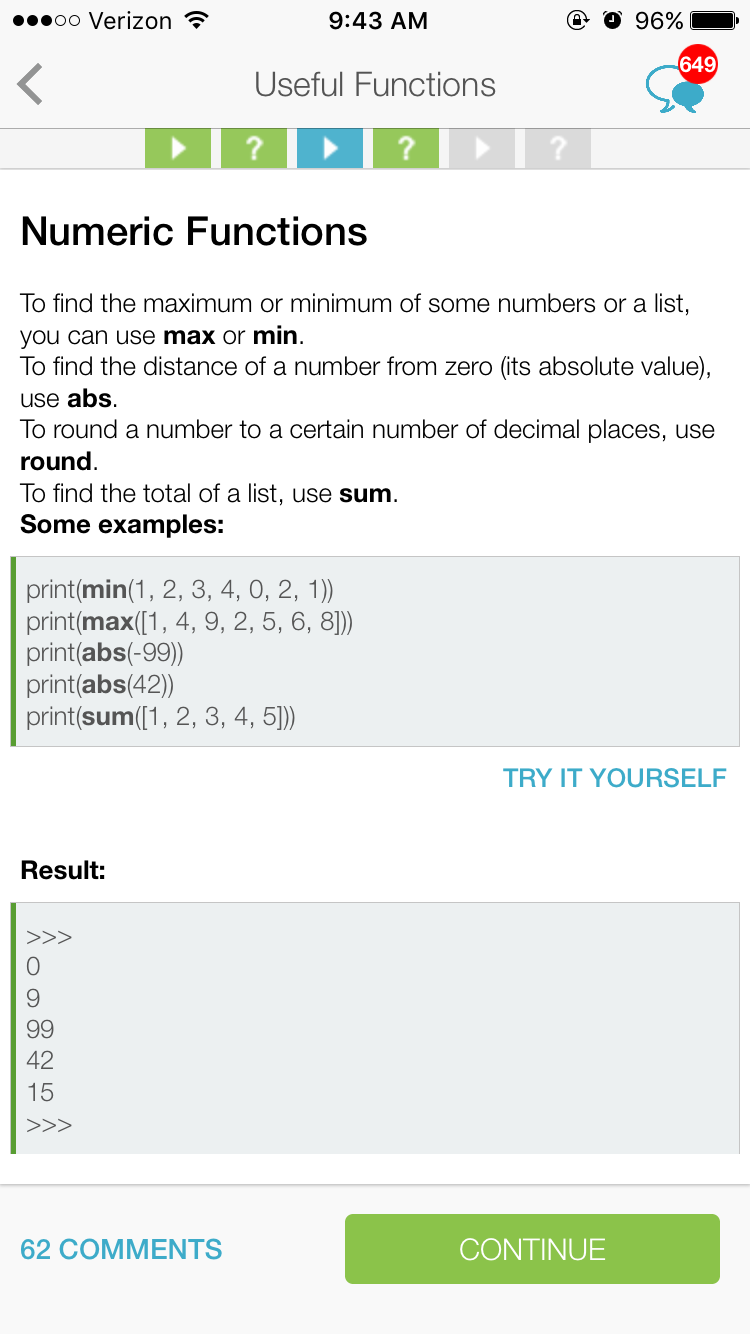 Verizon 9:43 AM 96%
Useful Functions 649
? ? ?
Numeric Functions
To find the maximum or minimum of some numbers or a list,
you can use max or min.
To find the distance of a number from zero (its absolute value),
use abs.
To round a number to a certain number of decimal places, use
round.
To find the total of a list, use sum.
Some examples:
print(min(1, 2, 3, 4, 0, 2, 1))
print(max([1, 4, 9, 2, 5, 6, 8]))
print(abs(-99))
print(abs(42))
print(sum([1, 2, 3, 4, 5]))
TRY IT YOURSELF
Result:
>>>
0
9
99
42
15
>>>
62 COMMENTS CONTINUE